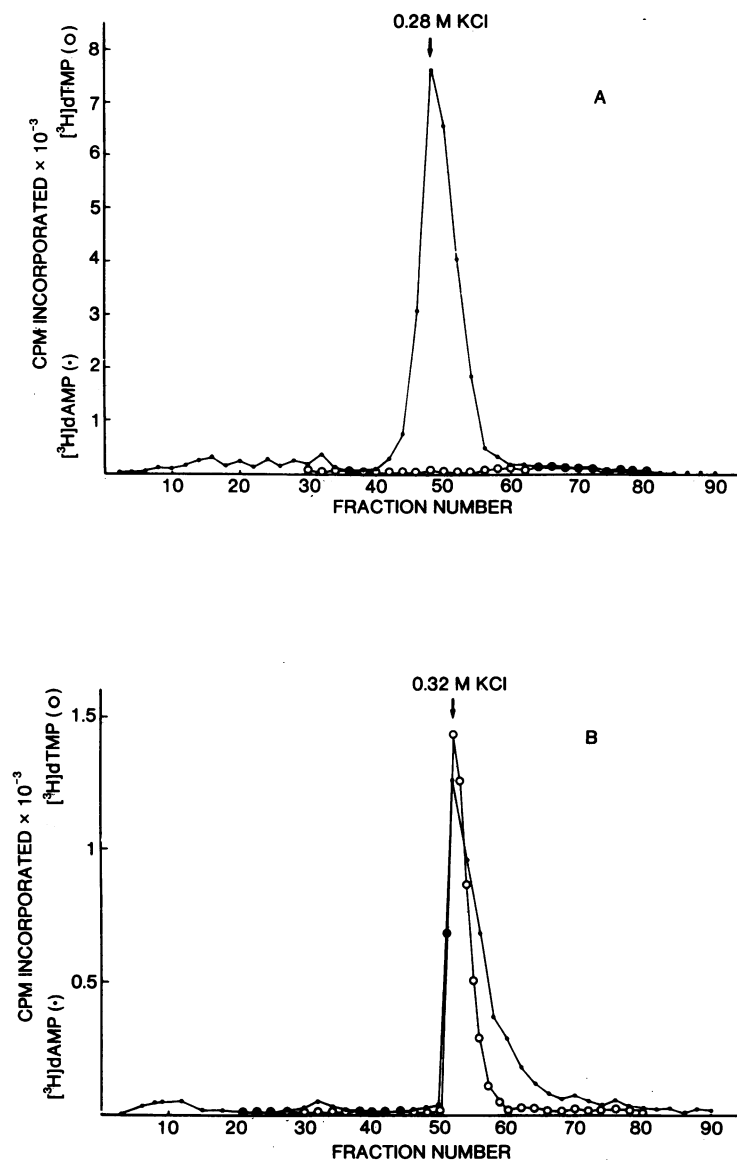 0.28 M KCl
A
CPM INCORPORATED × 10⁻³
[³H]dTMP (o)
[³H]dAMP (·)
8
7
6
5
4
3
2
1
10 20 30 40 50 60 70 80 90
FRACTION NUMBER
0.32 M KCl
B
CPM INCORPORATED × 10⁻³
[³H]dTMP (o)
[³H]dAMP (·)
1.5
1
0.5
10 20 30 40 50 60 70 80 90
FRACTION NUMBER